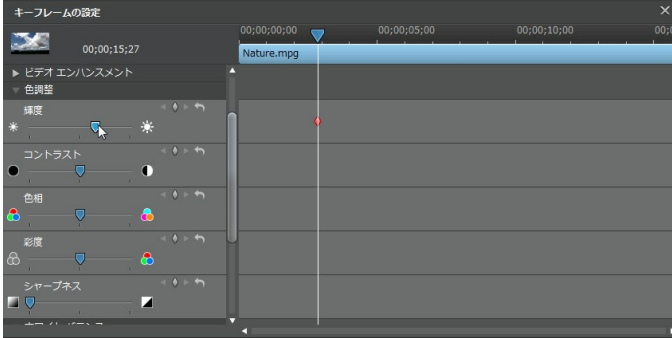 キーフレームの設定
00;00;15;27
00;00;00;00
00;00;05;00
00;00;10;00
00;0
Nature.mpg
ビデオ エンハンスメント
色調整
輝度
コントラスト
色相
彩度
シャープネス